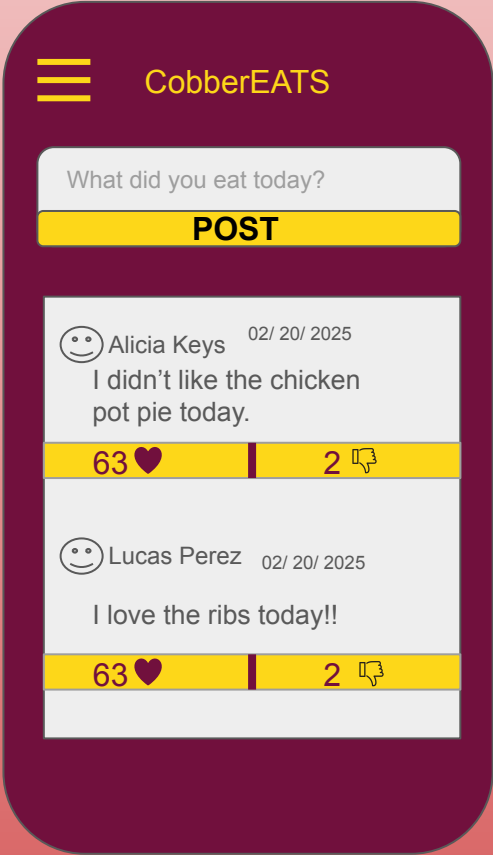 CobberEATS
What did you eat today?
POST
Alicia Keys 02/ 20/ 2025
I didn’t like the chicken
pot pie today.
63 2
Lucas Perez 02/ 20/ 2025
I love the ribs today!!
63 2